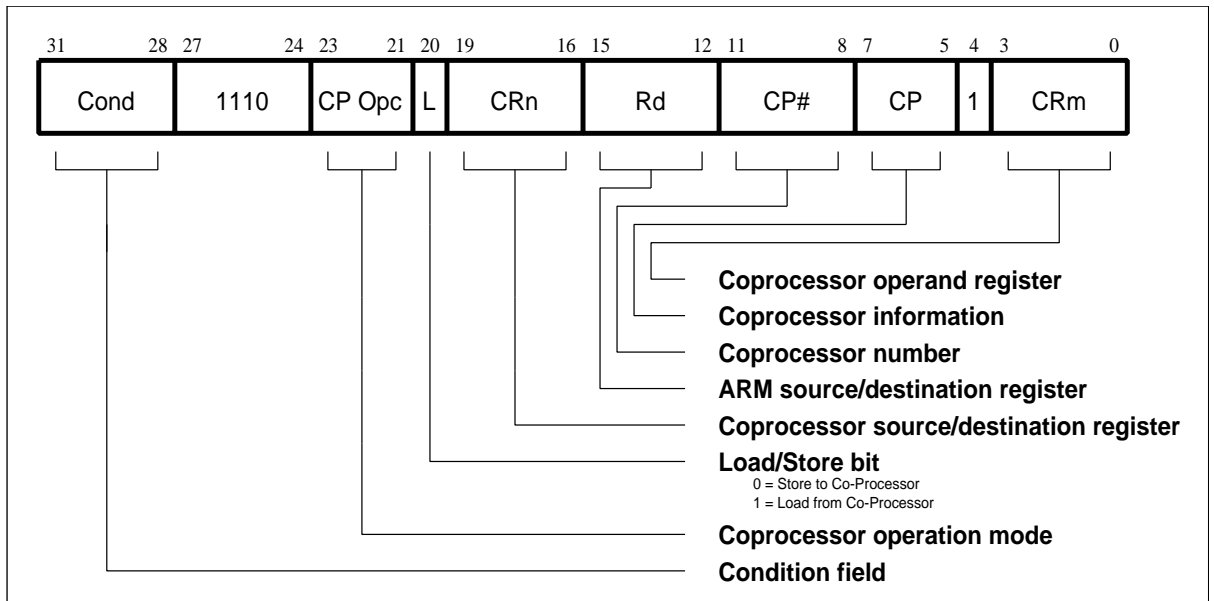 31 28 27 24 23 21 20 19 16 15 12 11 8 7 5 4 3 0
Cond 1110 CP Opc L CRn Rd CP# CP 1 CRm
Coprocessor operand register
Coprocessor information
Coprocessor number
ARM source/destination register
Coprocessor source/destination register
Load/Store bit
0 = Store to Co-Processor
1 = Load from Co-Processor
Coprocessor operation mode
Condition field